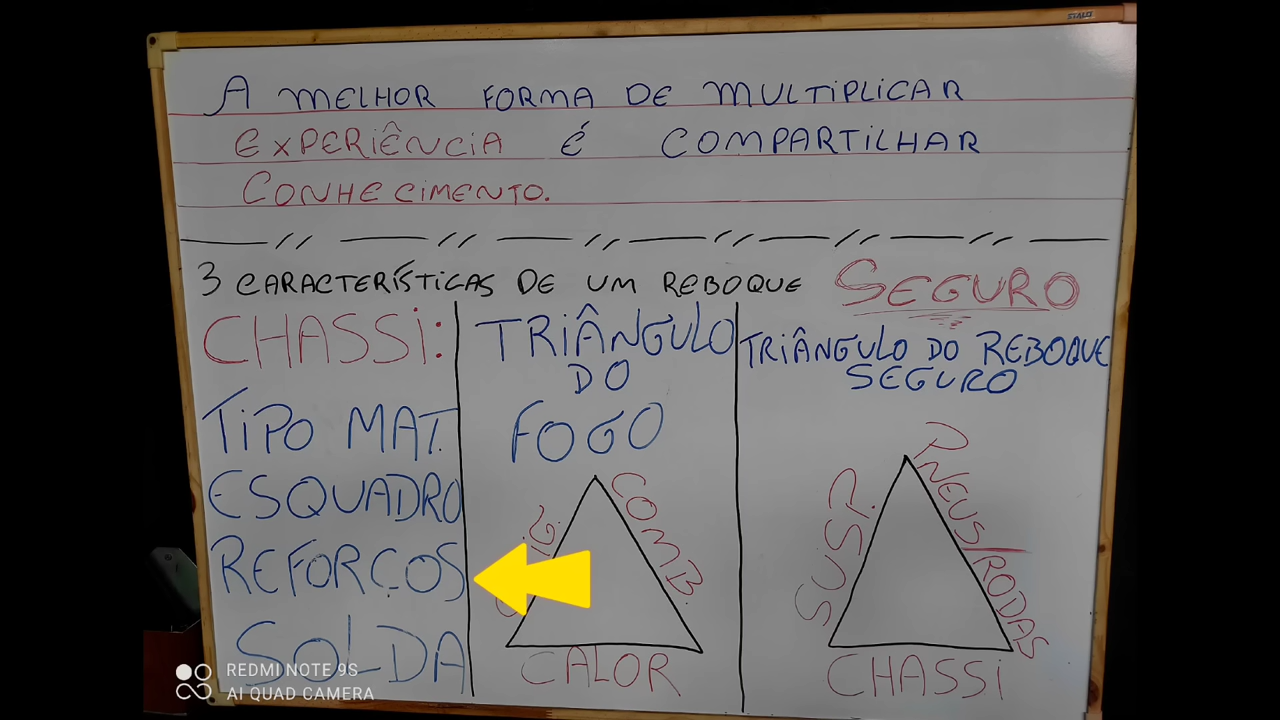 STALO
A MELHOR FORMA DE MULTIPLICAR
EXPERIÊNCIA É COMPARTILHAR
CONHECIMENTO.
3 CARACTERÍSTICAS DE UM REBOQUE SEGURO
CHASSI:
TIPO MAT.
ESQUADRO
REFORÇOS
SOLDA
TRIÂNGULO
DO
FOGO
COMB.
CALOR
TRIÂNGULO DO REBOQUE
SEGURO
SUSP.
PNEUS/RODAS
CHASSI
REDMI NOTE 9S
AI QUAD CAMERA